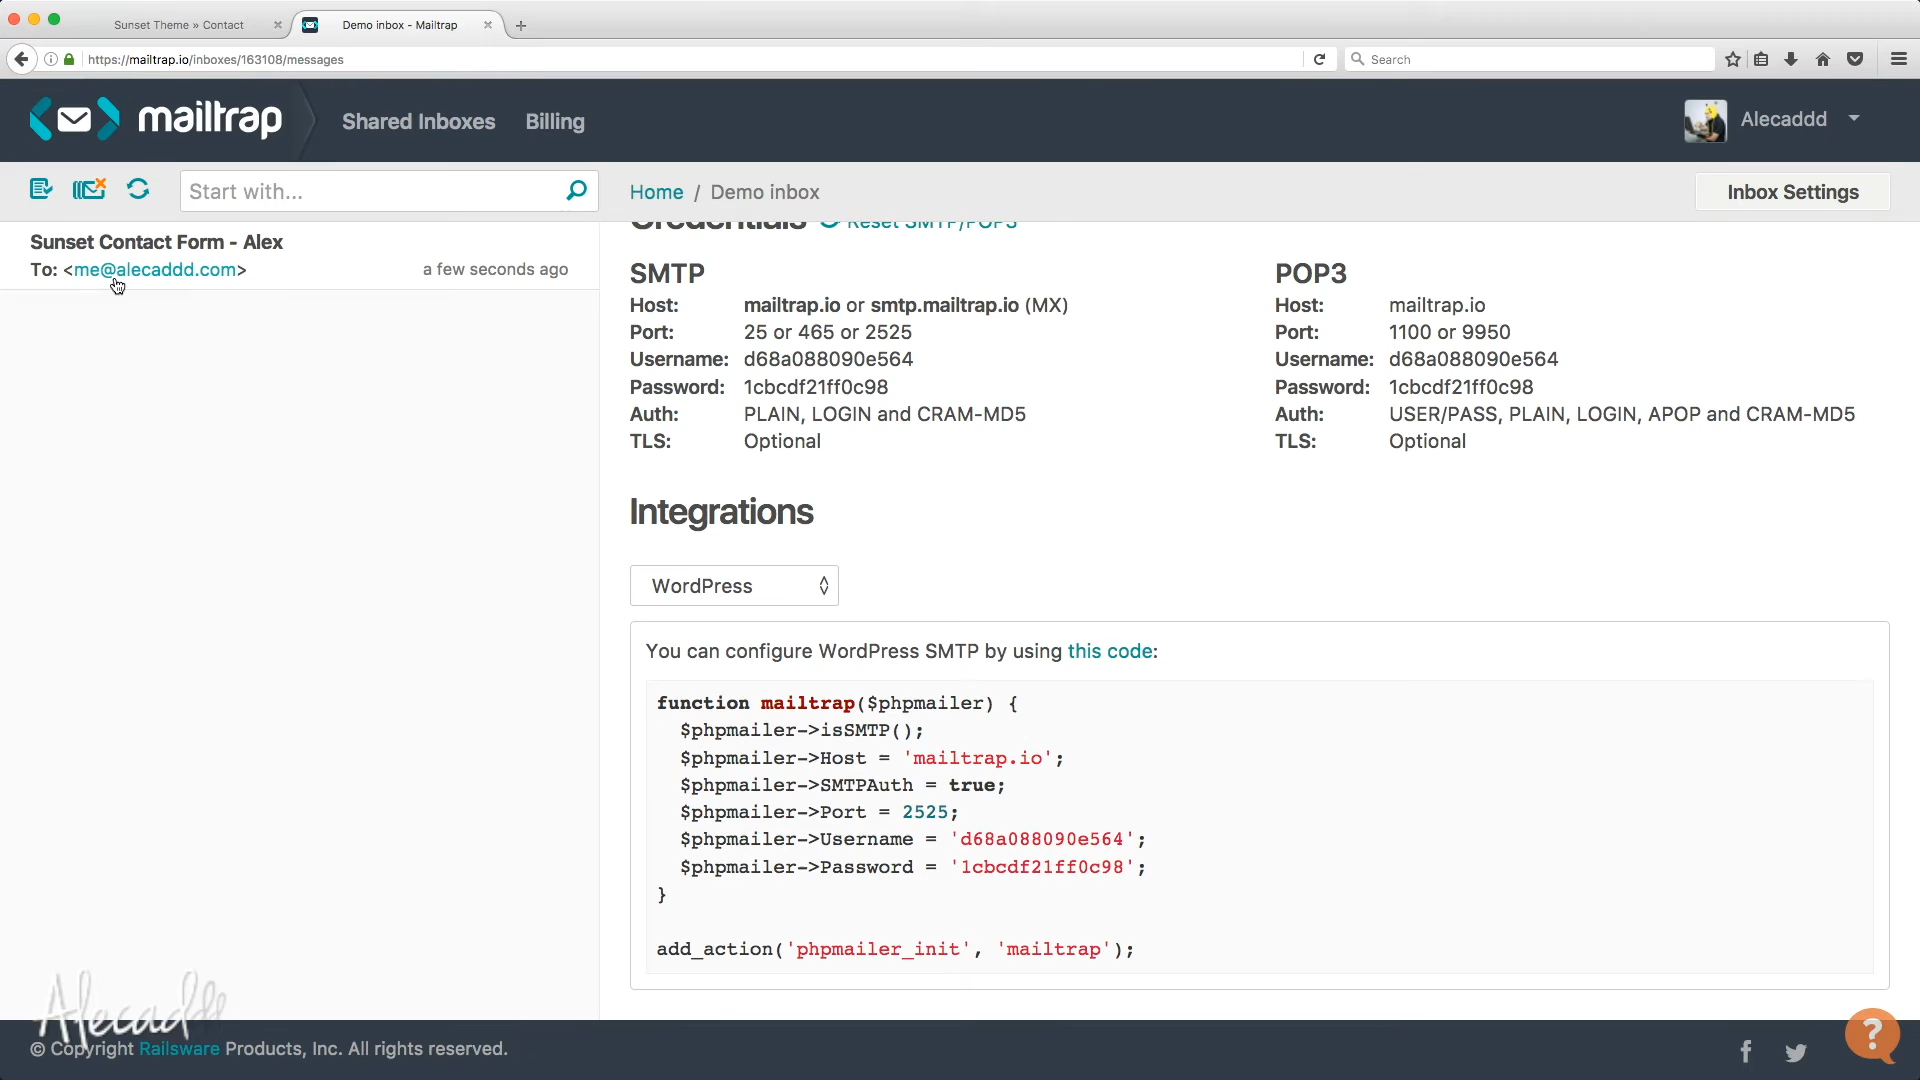 Sunset Theme » Contact
Demo inbox - Mailtrap
https://mailtrap.io/inboxes/163108/messages
Search
mailtrap
Shared Inboxes
Billing
Alecaddd
Start with...
Home / Demo inbox
Inbox Settings
Sunset Contact Form - Alex
To: <me@alecaddd.com>
a few seconds ago
Credentials
Reset SMTP/POP3
SMTP
Host: mailtrap.io or smtp.mailtrap.io (MX)
Port: 25 or 465 or 2525
Username: d68a088090e564
Password: 1cbcdf21ff0c98
Auth: PLAIN, LOGIN and CRAM-MD5
TLS: Optional
POP3
Host: mailtrap.io
Port: 1100 or 9950
Username: d68a088090e564
Password: 1cbcdf21ff0c98
Auth: USER/PASS, PLAIN, LOGIN, APOP and CRAM-MD5
TLS: Optional
Integrations
WordPress
You can configure WordPress SMTP by using this code:
function mailtrap($phpmailer) {
  $phpmailer->isSMTP();
  $phpmailer->Host = 'mailtrap.io';
  $phpmailer->SMTPAuth = true;
  $phpmailer->Port = 2525;
  $phpmailer->Username = 'd68a088090e564';
  $phpmailer->Password = '1cbcdf21ff0c98';
}
add_action('phpmailer_init', 'mailtrap');
Alecaddd
© Copyright Railsware Products, Inc. All rights reserved.
?